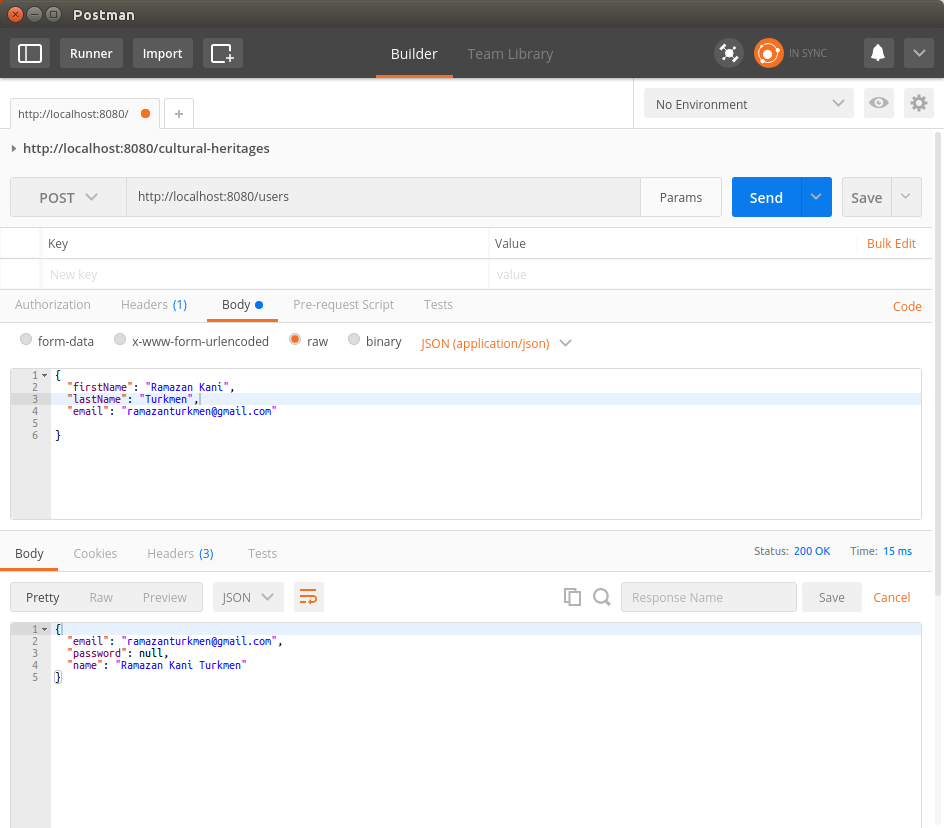 Postman
Runner Import Builder Team Library IN SYNC
http://localhost:8080/ + No Environment
http://localhost:8080/cultural-heritages
POST http://localhost:8080/users Params Send Save
Key Value Bulk Edit
New key value
Authorization Headers (1) Body Pre-request Script Tests Code
form-data x-www-form-urlencoded raw binary JSON (application/json)
1 {
2 "firstName": "Ramazan Kani",
3 "lastName": "Turkmen",
4 "email": "ramazanturkmen@gmail.com"
5
6 }
Body Cookies Headers (3) Tests Status: 200 OK Time: 15 ms
Pretty Raw Preview JSON Response Name Save Cancel
1 {
2 "email": "ramazanturkmen@gmail.com",
3 "password": null,
4 "name": "Ramazan Kani Turkmen"
5 }